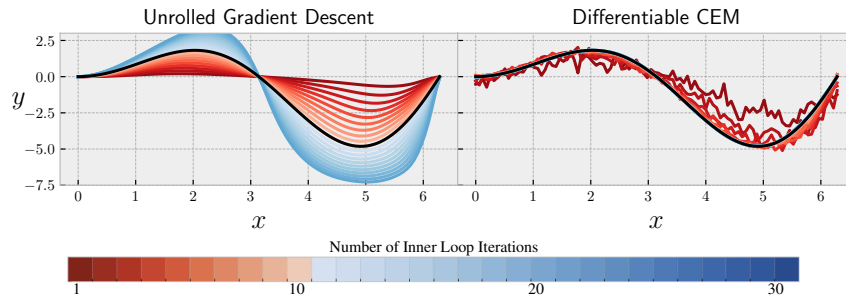 Unrolled Gradient Descent
Differentiable CEM
2.5
0.0
−2.5
−5.0
−7.5
y
0 1 2 3 4 5 6
0 1 2 3 4 5 6
x
x
Number of Inner Loop Iterations
1 10 20 30